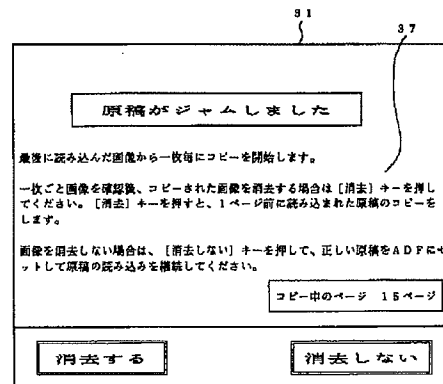 31
37
原稿がジャムしました
最後に読み込んだ画像から一枚毎にコピーを開始します。
一枚ごと画像を確認後、コピーされた画像を消去する場合は［消去］キーを押し
てください。［消去］キーを押すと、１ページ前に読み込まれた原稿のコピーを
します。
画像を消去しない場合は、［消去しない］キーを押して、正しい原稿をＡＤＦにセ
ットして原稿の読み込みを継続してください。
コピー中のページ　１５ページ
消去する
消去しない